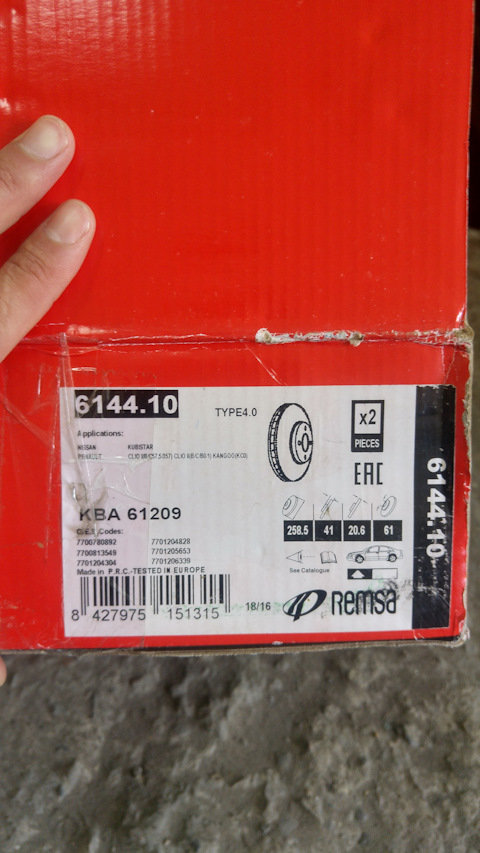 6144.10
TYPE4.0
x2
PIECES
Applications:
NISSAN KUBISTAR
RENAULT CLIO KANGOO(KC0)
EAC
KBA 61209
O.E.S. Codes:
7700780892 7701204828
7700813549 7701205653
7701204304 7701206339
Made in P.R.C.-TESTED IN EUROPE
8 427975 151315
18/16
258.5 41 20.6 61
See Catalogue
Remsa
6144.10